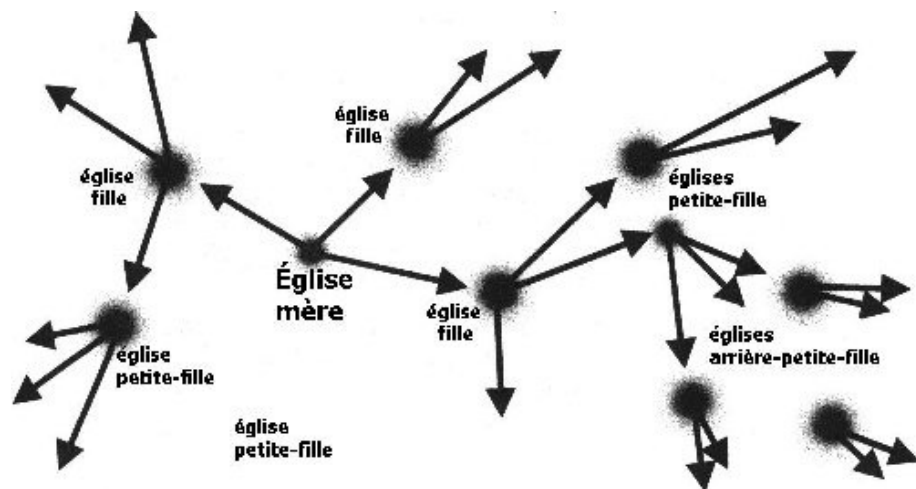 église
fille
église
fille
églises
petite-fille
Église
mère
église
fille
église
petite-fille
églises
arrière-petite-fille
église
petite-fille